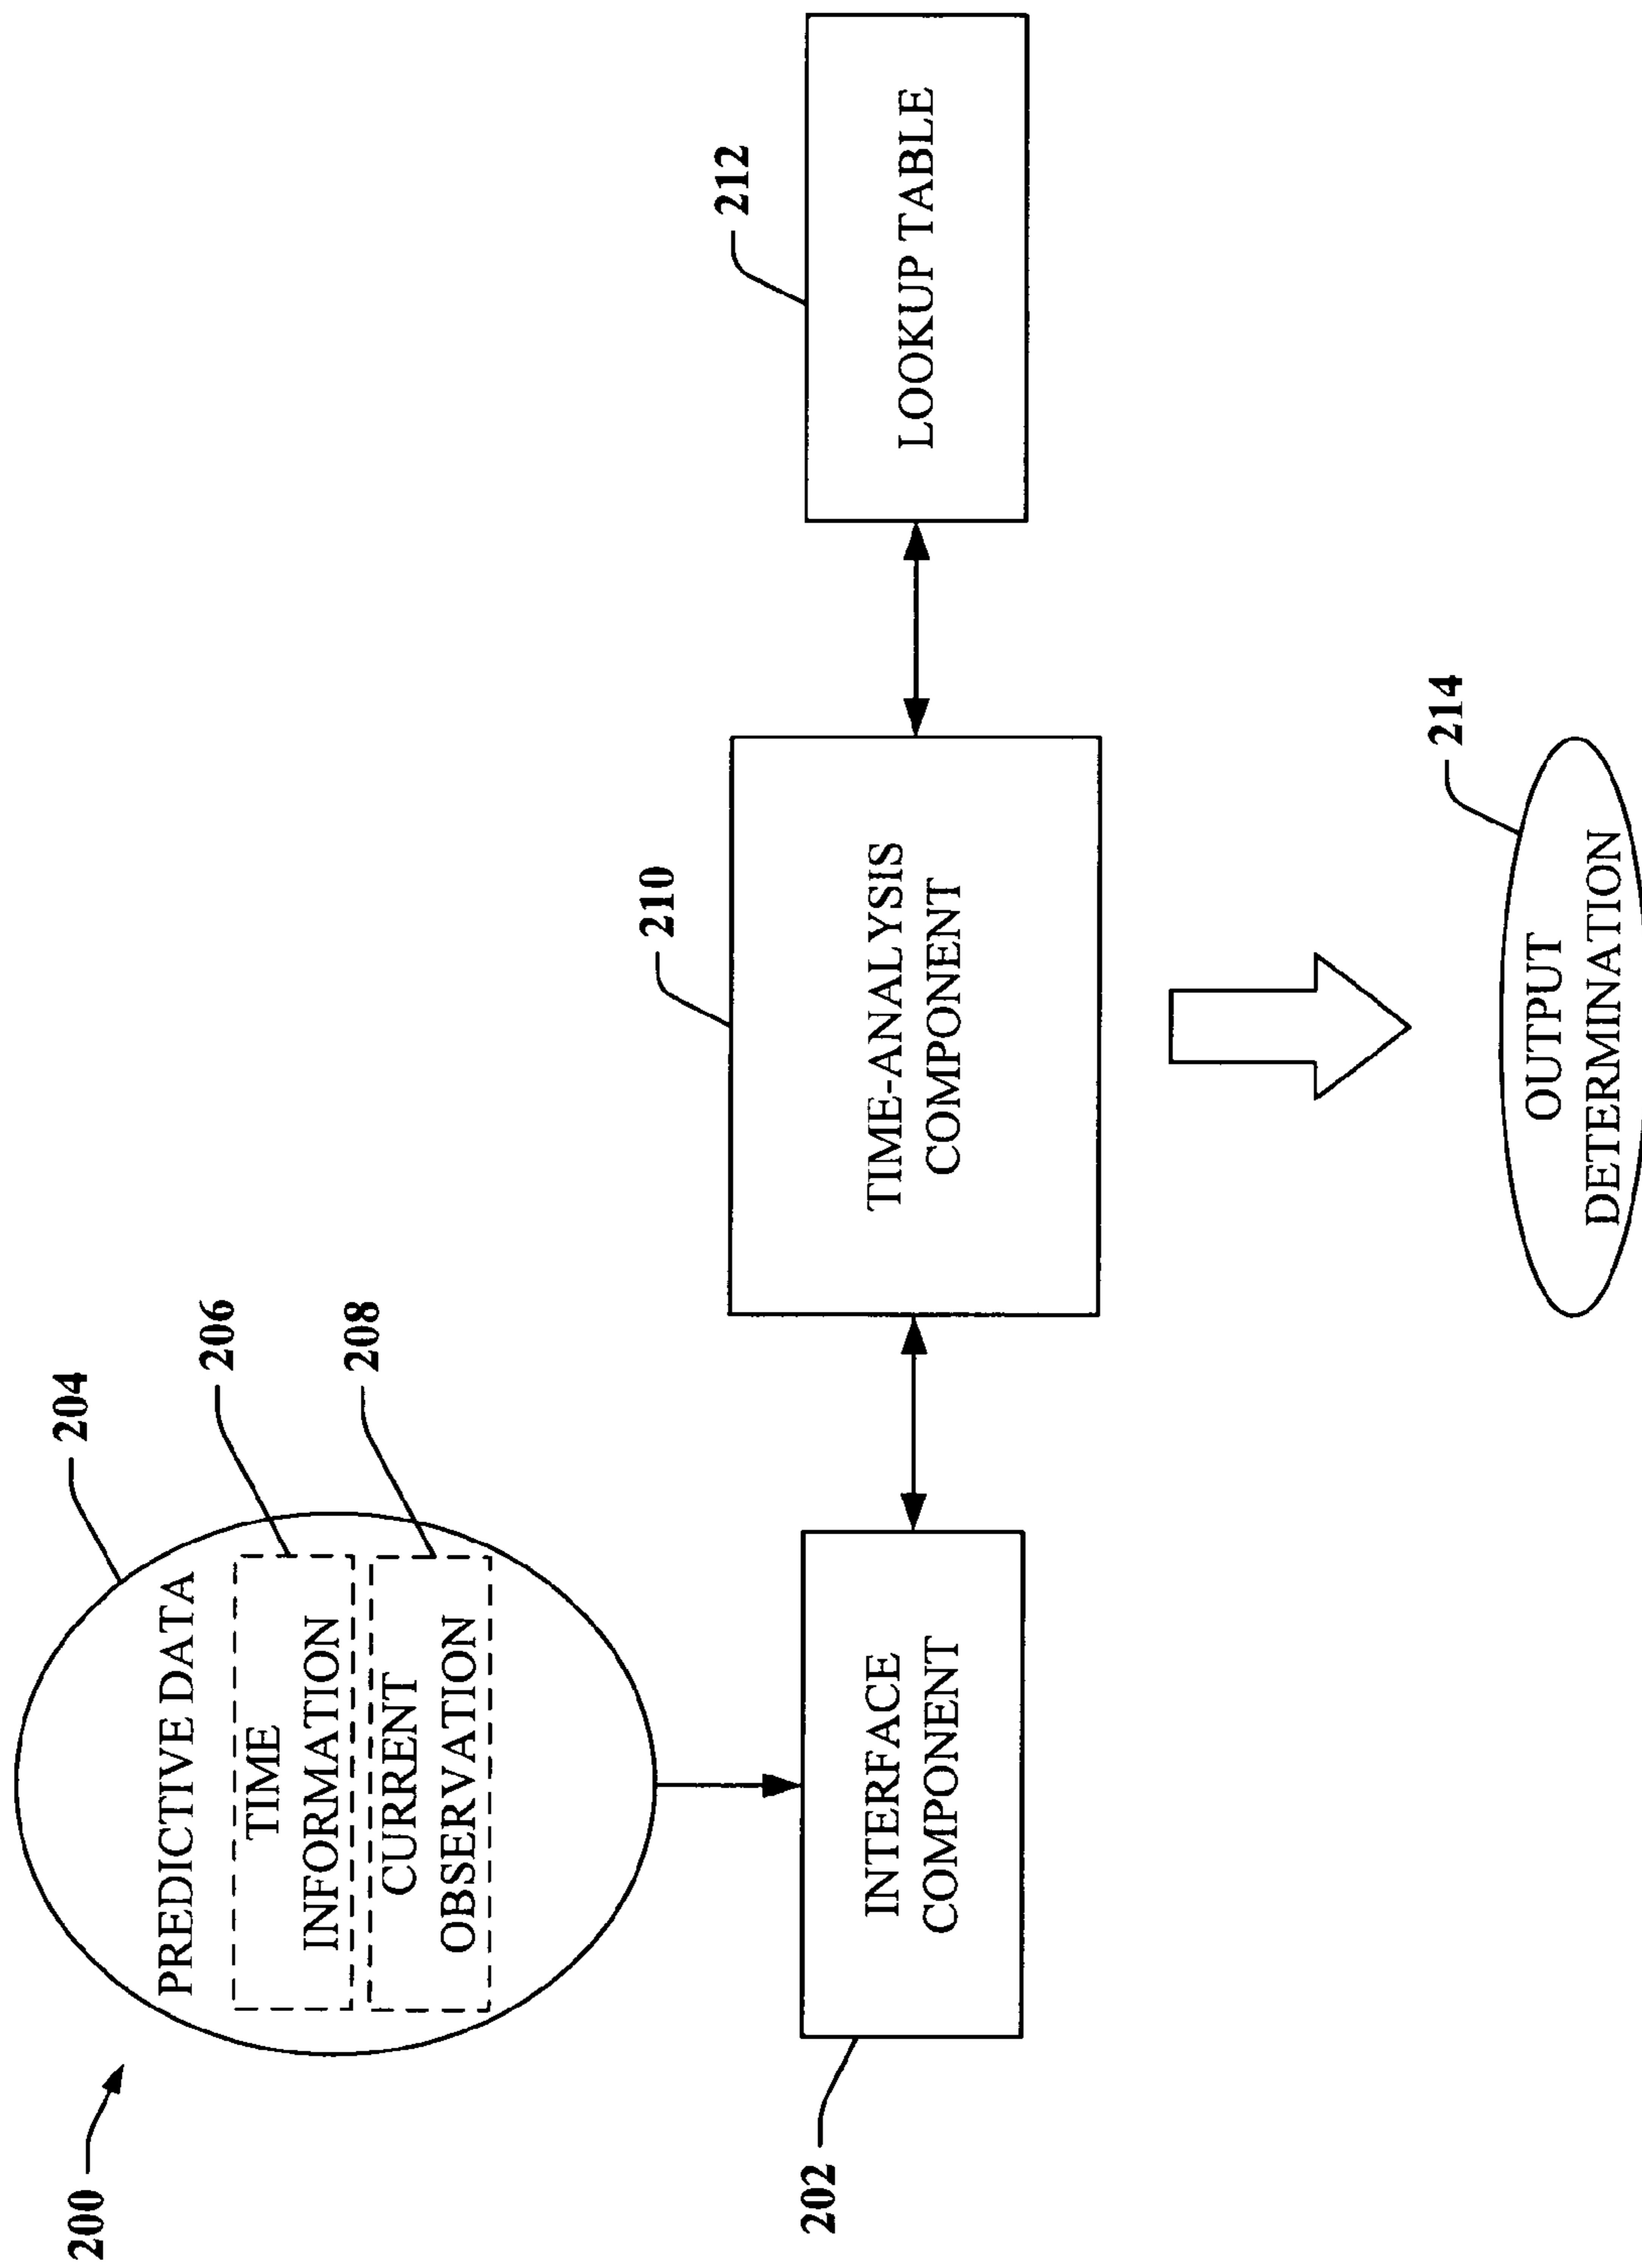 200
204
PREDICTIVE DATA
206
TIME
INFORMATION
208
CURRENT
OBSERVATION
202
INTERFACE
COMPONENT
210
TIME-ANALYSIS
COMPONENT
212
LOOKUP TABLE
214
OUTPUT
DETERMINATION